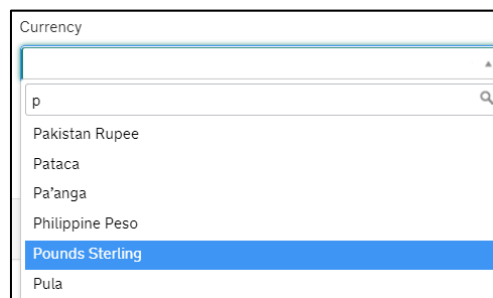 Currency
p
Pakistan Rupee
Pataca
Pa’anga
Philippine Peso
Pounds Sterling
Pula